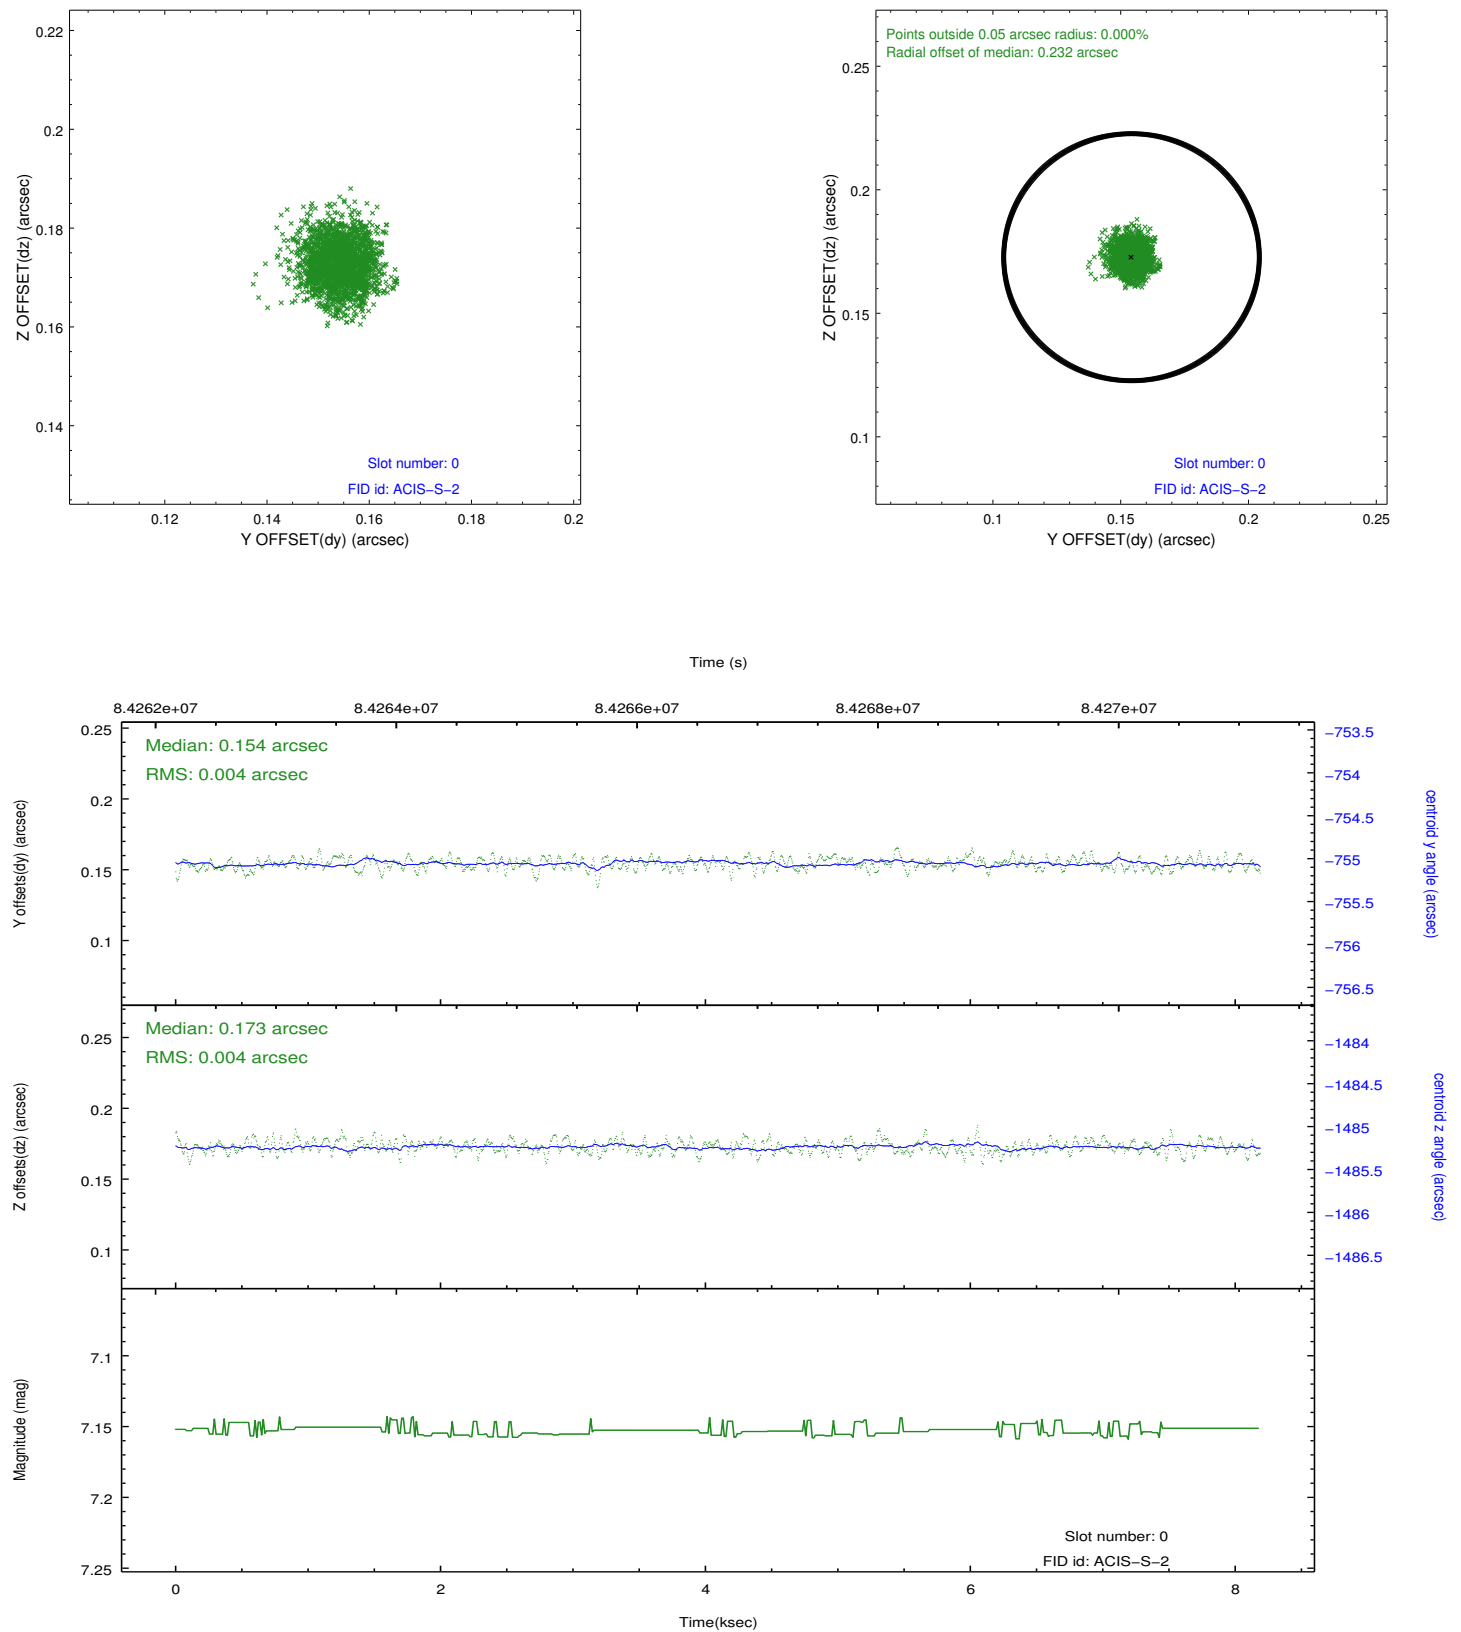 0.22
0.2
0.18
0.16
0.14
Z OFFSET(dz) (arcsec)
Slot number: 0
FID id: ACIS−S−2
0.12 0.14 0.16 0.18 0.2
Y OFFSET(dy) (arcsec)
Points outside 0.05 arcsec radius: 0.000%
Radial offset of median: 0.232 arcsec
0.25
0.2
0.15
0.1
Z OFFSET(dz) (arcsec)
Slot number: 0
FID id: ACIS−S−2
0.1 0.15 0.2 0.25
Y OFFSET(dy) (arcsec)
Time (s)
8.4262e+07 8.4264e+07 8.4266e+07 8.4268e+07 8.427e+07
Median: 0.154 arcsec
RMS: 0.004 arcsec
0.25
0.2
0.15
0.1
Y offsets(dy) (arcsec)
−753.5
−754
−754.5
−755
−755.5
−756
−756.5
centroid y angle (arcsec)
Median: 0.173 arcsec
RMS: 0.004 arcsec
0.25
0.2
0.15
0.1
Z offsets(dz) (arcsec)
−1484
−1484.5
−1485
−1485.5
−1486
−1486.5
centroid z angle (arcsec)
7.1
7.15
7.2
7.25
Magnitude (mag)
Slot number: 0
FID id: ACIS−S−2
0 2 4 6 8
Time(ksec)